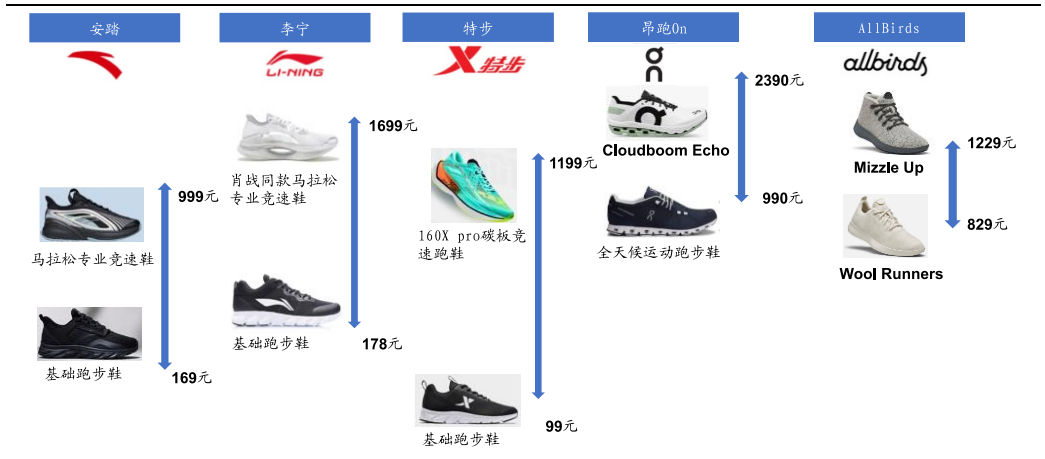 安踏
李宁
特步
昂跑On
AllBirds
LI-NING
特步
allbirds
999元
马拉松专业竞速鞋
基础跑步鞋
169元
1699元
肖战同款马拉松
专业竞速鞋
基础跑步鞋
178元
1199元
160X pro碳板竞
速跑鞋
基础跑步鞋
99元
2390元
Cloudboom Echo
990元
全天候运动跑步鞋
Mizzle Up
1229元
829元
Wool Runners